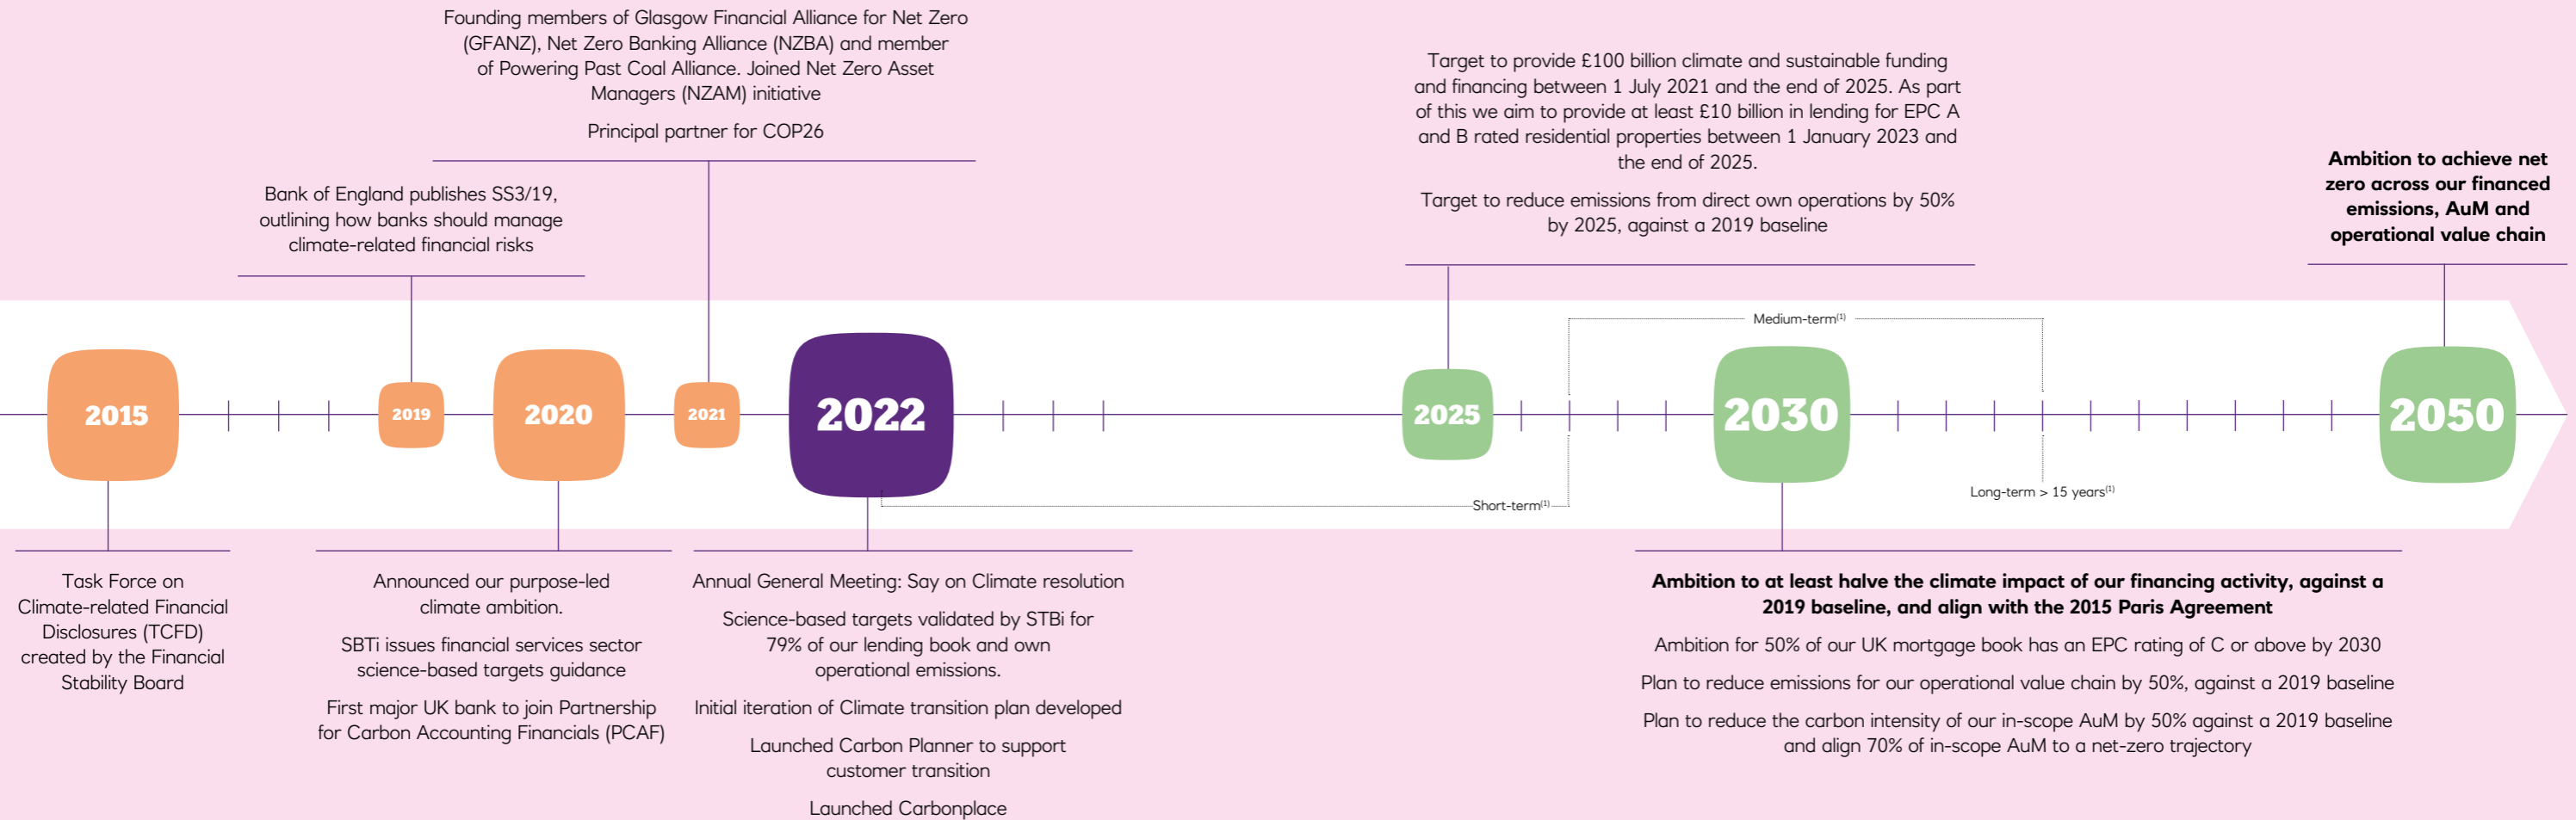 Founding members of Glasgow Financial Alliance for Net Zero
(GFANZ), Net Zero Banking Alliance (NZBA) and member
of Powering Past Coal Alliance. Joined Net Zero Asset
Managers (NZAM) initiative
Principal partner for COP26
Bank of England publishes SS3/19,
outlining how banks should manage
climate-related financial risks
Target to provide £100 billion climate and sustainable funding
and financing between 1 July 2021 and the end of 2025. As part
of this we aim to provide at least £10 billion in lending for EPC A
and B rated residential properties between 1 January 2023 and
the end of 2025.
Target to reduce emissions from direct own operations by 50%
by 2025, against a 2019 baseline
Ambition to achieve net
zero across our financed
emissions, AuM and
operational value chain
Medium-term(1)
2015
2019
2020
2021
2022
2025
2030
2050
Short-term(1)
Long-term > 15 years(1)
Task Force on
Climate-related Financial
Disclosures (TCFD)
created by the Financial
Stability Board
Announced our purpose-led
climate ambition.
SBTi issues financial services sector
science-based targets guidance
First major UK bank to join Partnership
for Carbon Accounting Financials (PCAF)
Annual General Meeting: Say on Climate resolution
Science-based targets validated by STBi for
79% of our lending book and own
operational emissions.
Initial iteration of Climate transition plan developed
Launched Carbon Planner to support
customer transition
Launched Carbonplace
Ambition to at least halve the climate impact of our financing activity, against a
2019 baseline, and align with the 2015 Paris Agreement
Ambition for 50% of our UK mortgage book has an EPC rating of C or above by 2030
Plan to reduce emissions for our operational value chain by 50%, against a 2019 baseline
Plan to reduce the carbon intensity of our in-scope AuM by 50% against a 2019 baseline
and align 70% of in-scope AuM to a net-zero trajectory